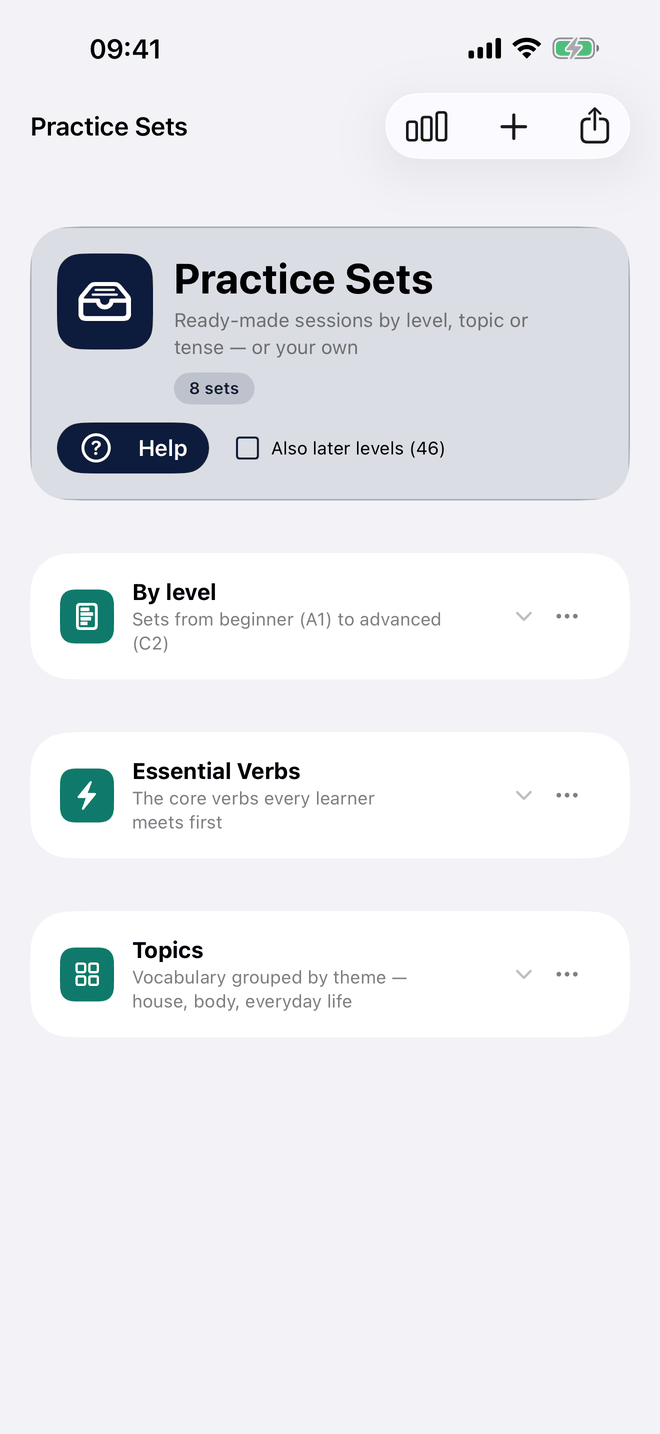 09:41
Practice Sets
Practice Sets
Ready-made sessions by level, topic or
tense — or your own
8 sets
Help
Also later levels (46)
By level
Sets from beginner (A1) to advanced
(C2)
Essential Verbs
The core verbs every learner
meets first
Topics
Vocabulary grouped by theme —
house, body, everyday life